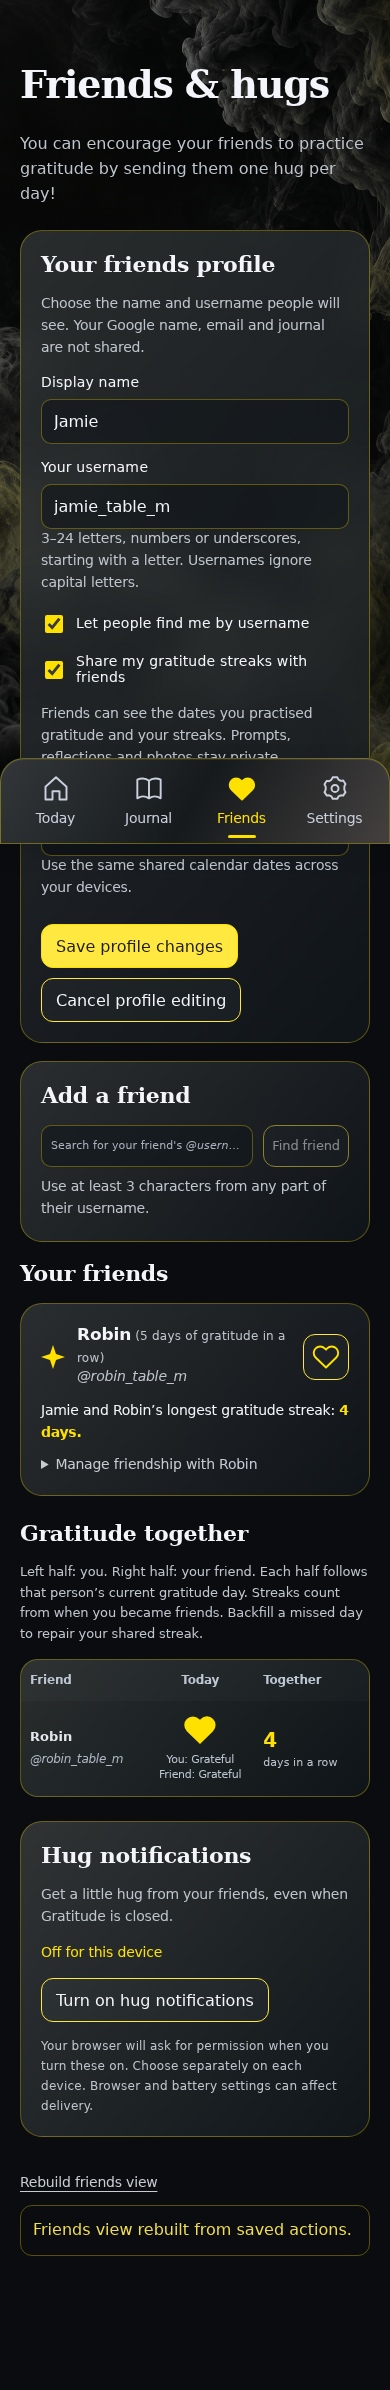 Friends & hugs
You can encourage your friends to practice
gratitude by sending them one hug per
day!
Your friends profile
Choose the name and username people will
see. Your Google name, email and journal
are not shared.
Display name
Jamie
Your username
jamie_table_m
3–24 letters, numbers or underscores,
starting with a letter. Usernames ignore
capital letters.
Let people find me by username
Share my gratitude streaks with
friends
Friends can see the dates you practised
gratitude and your streaks. Prompts,
reflections and photos stay private.
Today
Journal
Friends
Settings
Use the same shared calendar dates across
your devices.
Save profile changes
Cancel profile editing
Add a friend
Search for your friend's @usern...
Find friend
Use at least 3 characters from any part of
their username.
Your friends
Robin (5 days of gratitude in a
row)
@robin_table_m
Jamie and Robin’s longest gratitude streak: 4
days.
Manage friendship with Robin
Gratitude together
Left half: you. Right half: your friend. Each half follows
that person’s current gratitude day. Streaks count
from when you became friends. Backfill a missed day
to repair your shared streak.
Friend Today Together
Robin
@robin_table_m
You: Grateful
Friend: Grateful
4
days in a row
Hug notifications
Get a little hug from your friends, even when
Gratitude is closed.
Off for this device
Turn on hug notifications
Your browser will ask for permission when you
turn these on. Choose separately on each
device. Browser and battery settings can affect
delivery.
Rebuild friends view
Friends view rebuilt from saved actions.